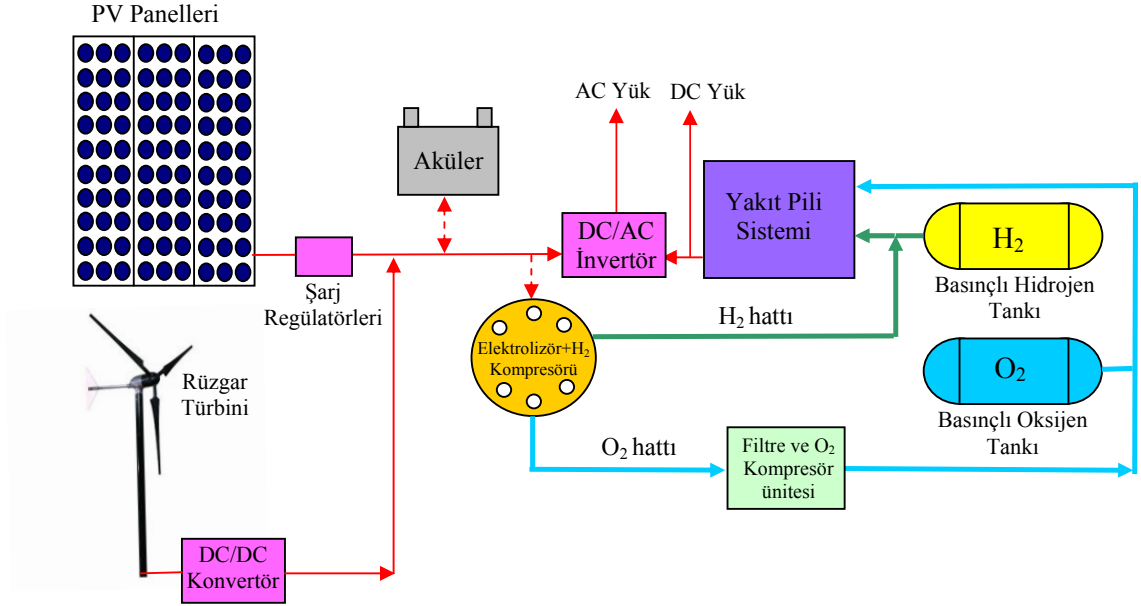 PV Panelleri
AC Yük
DC Yük
Aküler
Yakıt Pili
Sistemi
DC/AC
İnvertör
H2
Basınçlı Hidrojen
Tankı
Şarj
Regülatörleri
H2 hattı
Elektrolizör+H2
Kompresörü
O2
Basınçlı Oksijen
Tankı
Rüzgar
Türbini
O2 hattı
Filtre ve O2
Kompresör
ünitesi
DC/DC
Konvertör